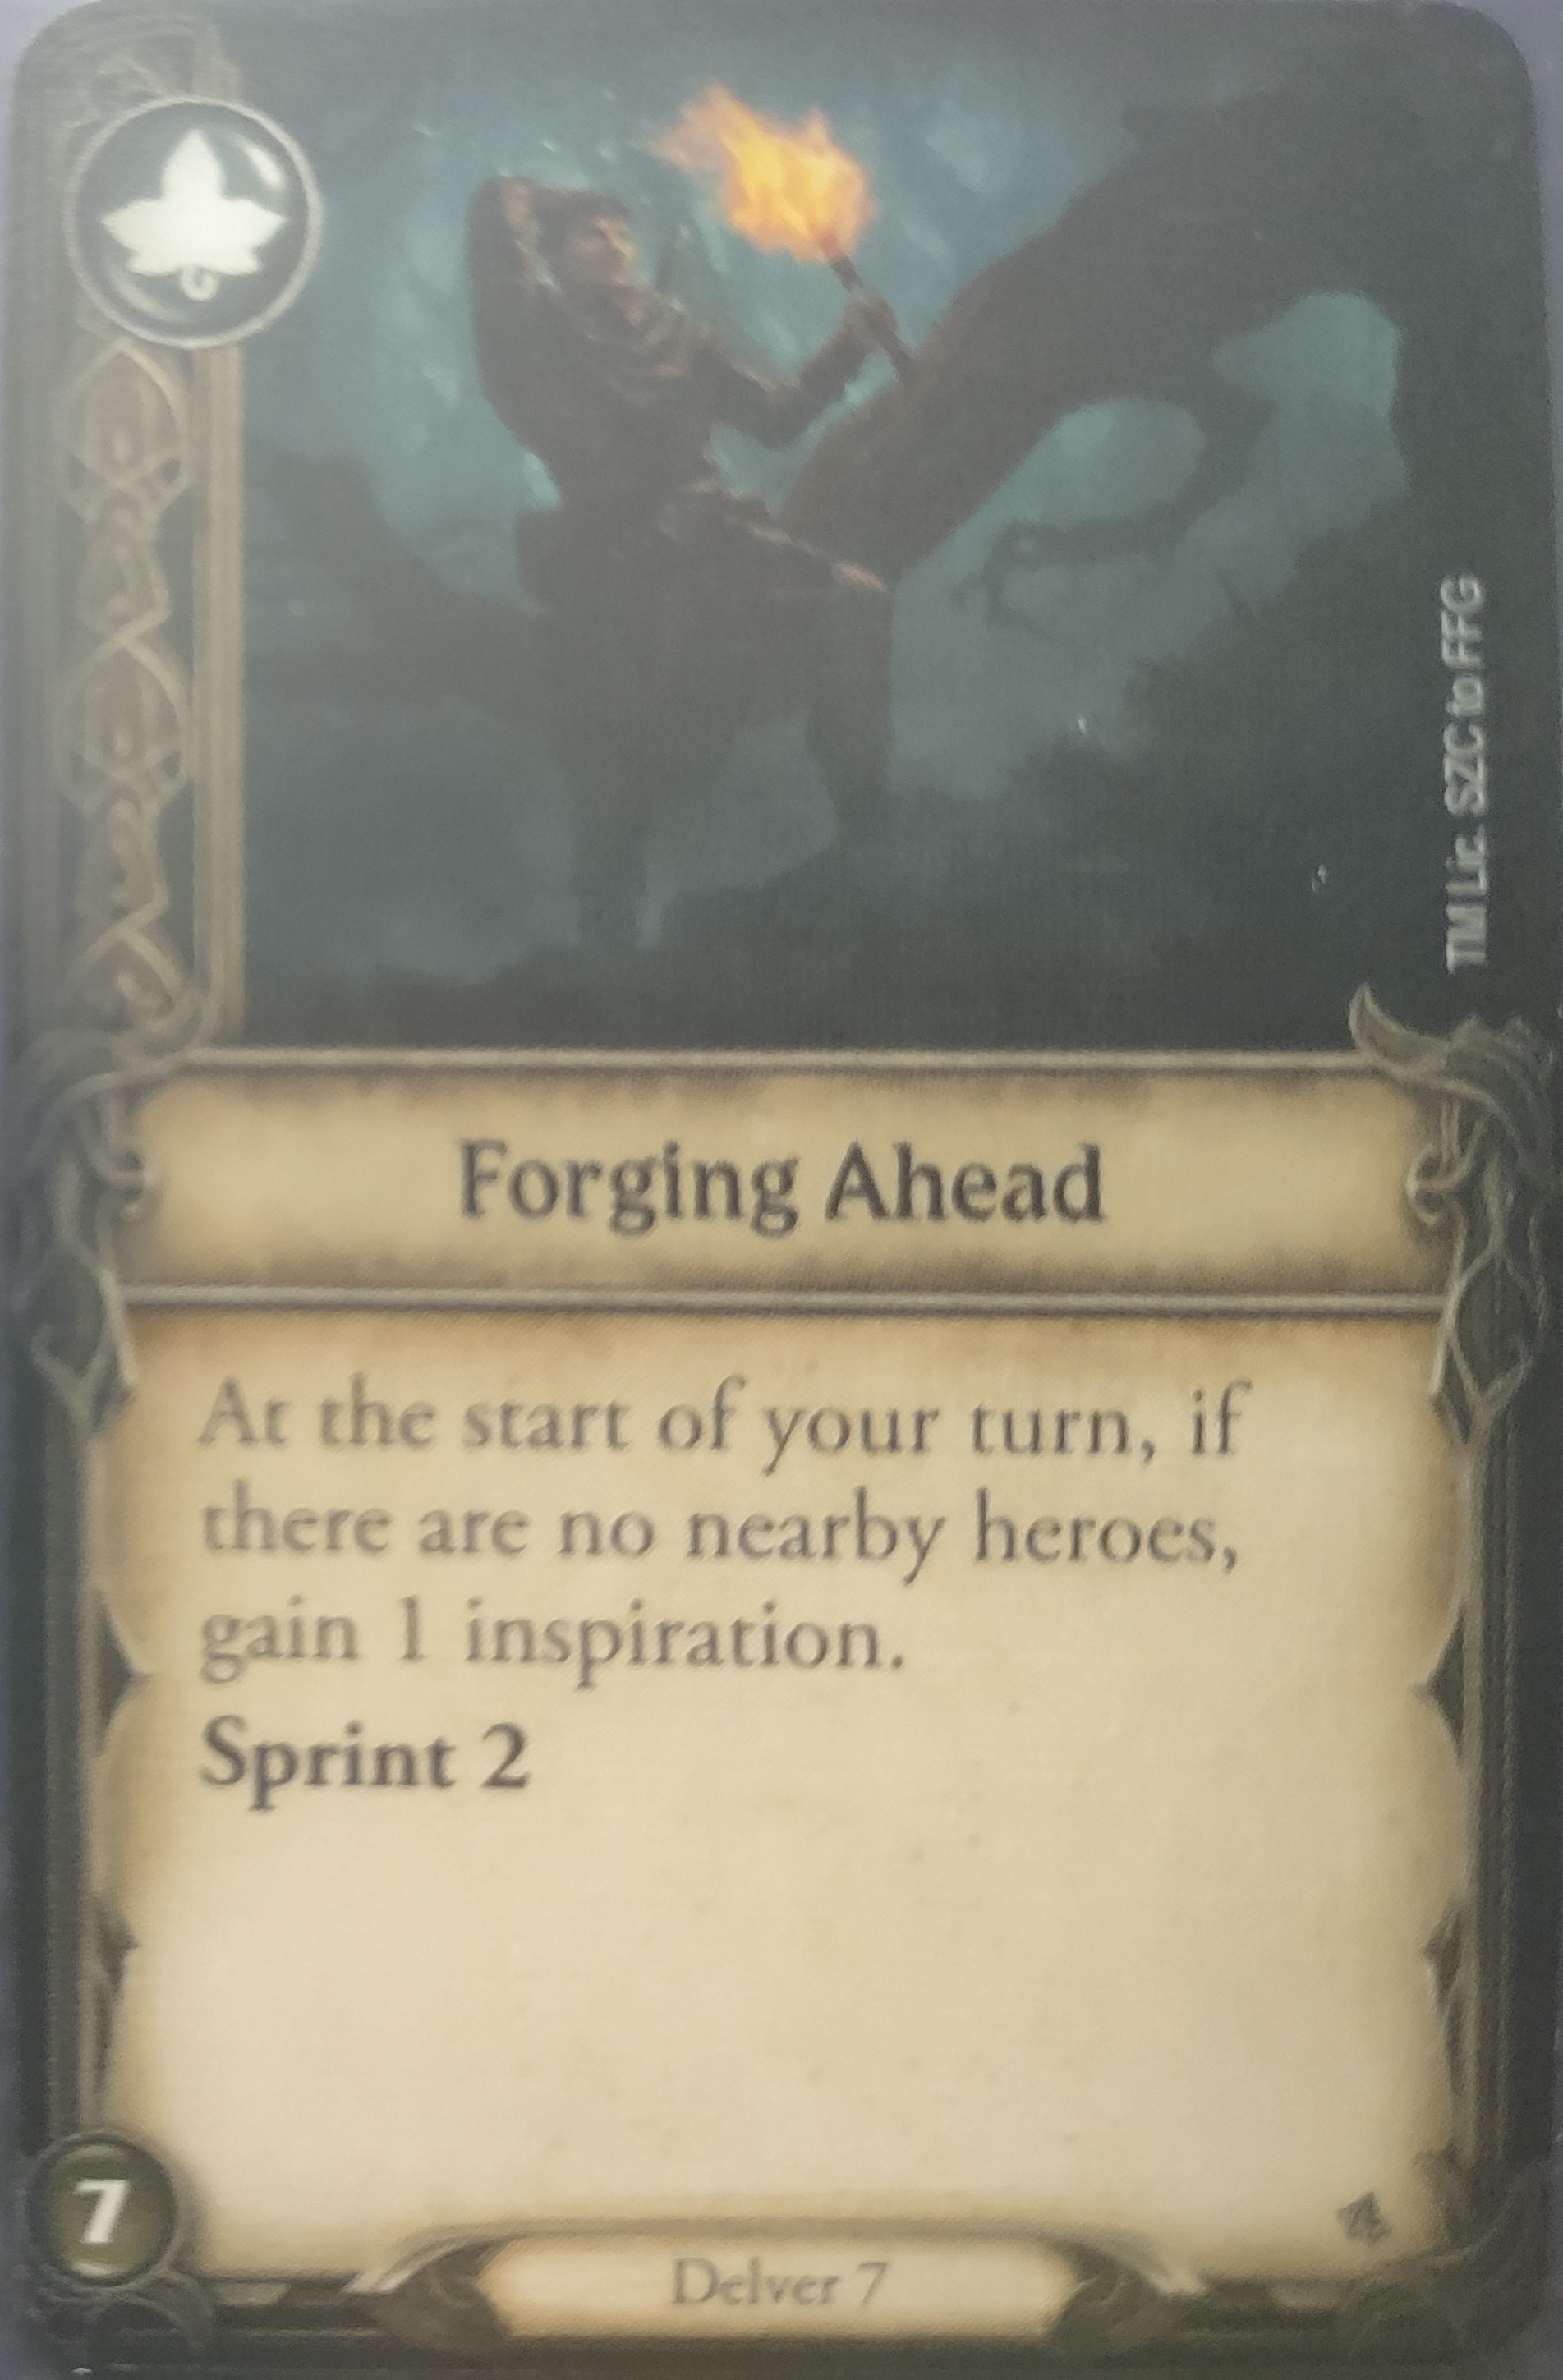 TM Lic. SZC to FFG
Forging Ahead
At the start of your turn, if
there are no nearby heroes,
gain 1 inspiration.
Sprint 2
7
Delver 7